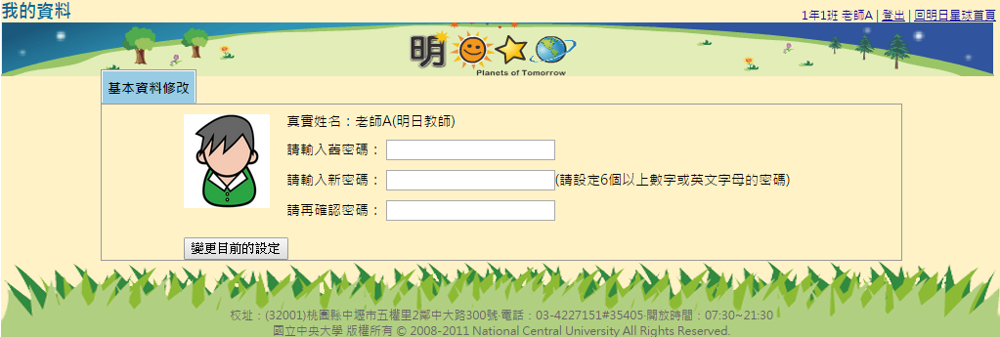 我的資料
1年1班 老師A | 登出 | 回明日星球首頁
明
Planets of Tomorrow
基本資料修改
真實姓名：老師A(明日教師)
請輸入舊密碼：
請輸入新密碼：(請設定6個以上數字或英文字母的密碼)
請再確認密碼：
變更目前的設定
校址：(32001)桃園縣中壢市五權里2鄰中大路300號‧電話：03-4227151#35405‧開放時間：07:30~21:30
國立中央大學 版權所有 © 2008-2011 National Central University All Rights Reserved.